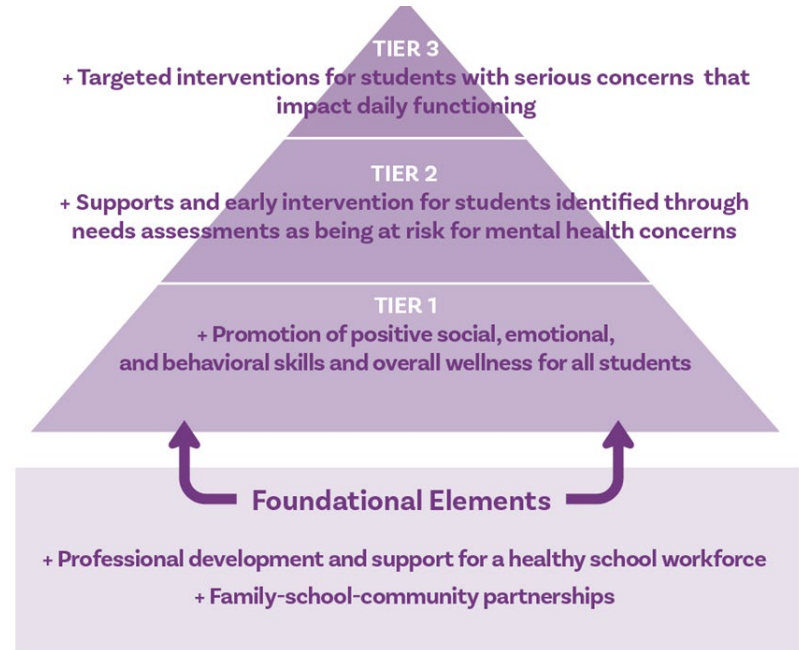 TIER 3
+ Targeted interventions for students with serious concerns that
impact daily functioning
TIER 2
+ Supports and early intervention for students identified through
needs assessments as being at risk for mental health concerns
TIER 1
+ Promotion of positive social, emotional,
and behavioral skills and overall wellness for all students
Foundational Elements
+ Professional development and support for a healthy school workforce
+ Family-school-community partnerships